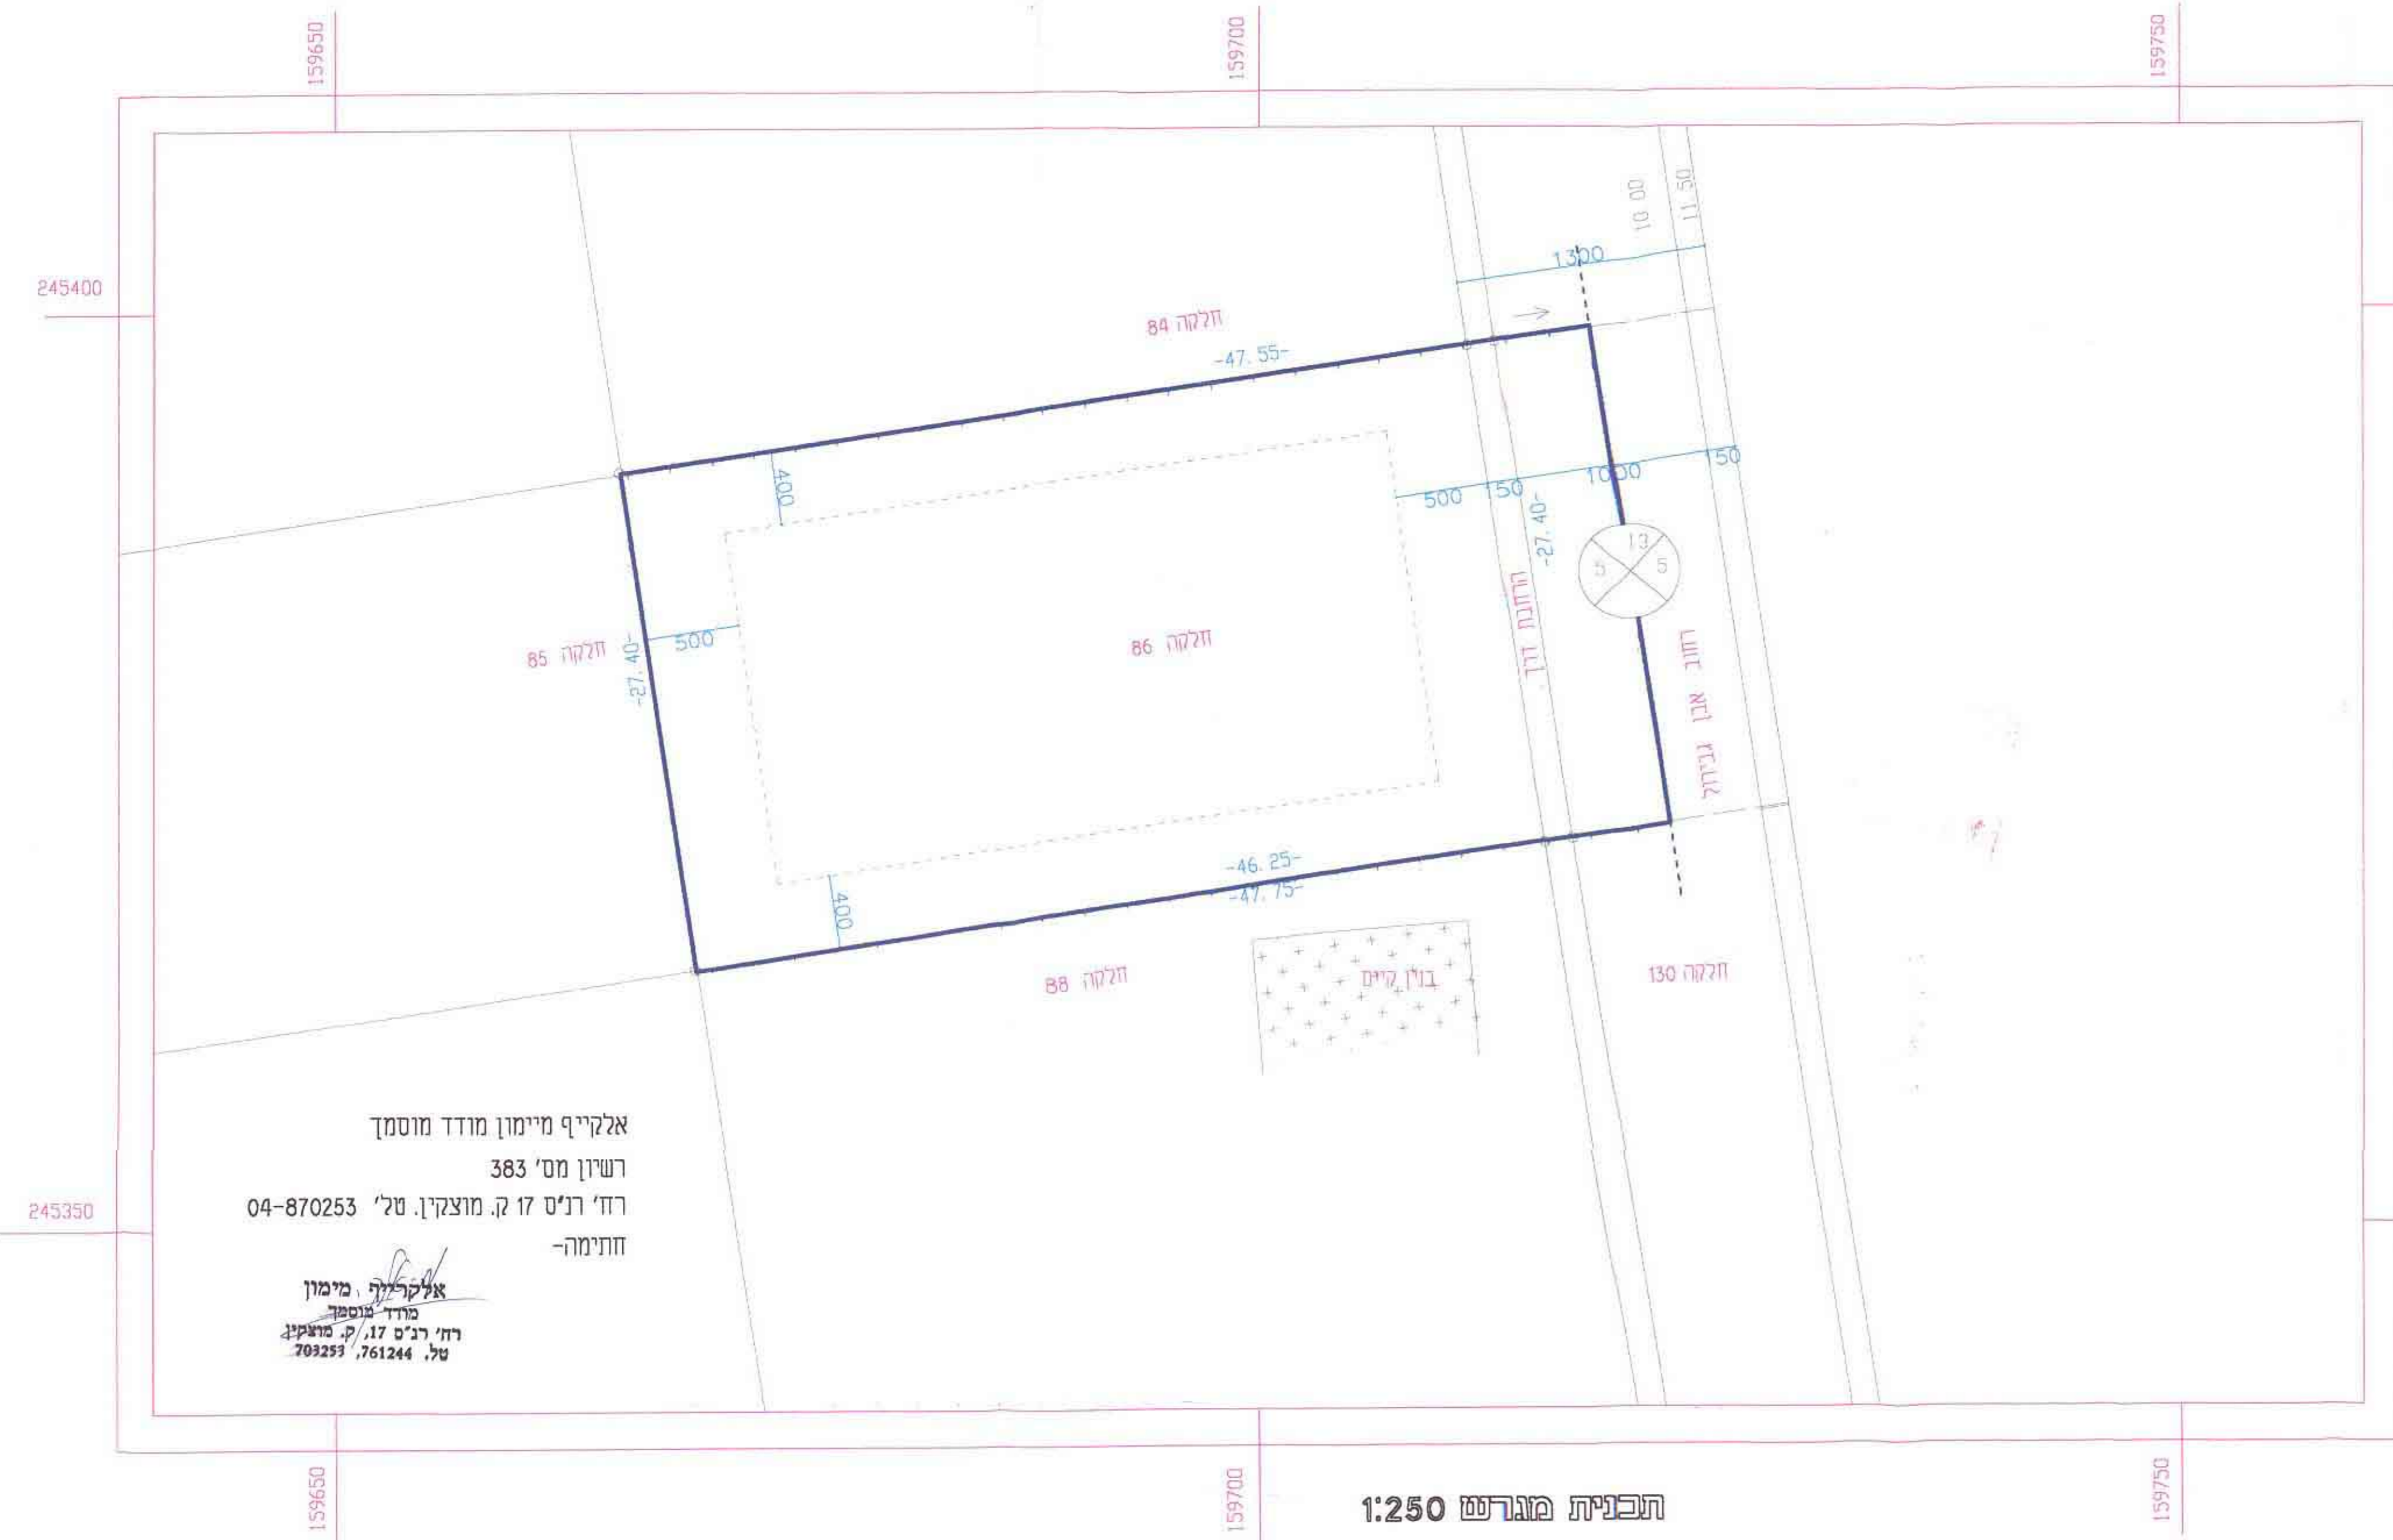 159650
159700
159750
245400
10 00
11 50
1300
חלקה 84
-47.55-
400
500
150
1000
150
-27.40-
13
5
5
הרחבת דרך
רחוב אבן גבירול
חלקה 85
-27.40-
500
חלקה 86
-46.25-
-47.75-
400
חלקה 88
בנין קיים
חלקה 130
אלקייף מיימון מודד מוסמך
רשיון מס' 383
רח' רנ"ס 17 ק. מוצקין. טל' 04-870253
חתימה-
אלקרייף מימון
מודד מוסמך
רח' רנ"ס 17, ק. מוצקין
טל. 761244, 703253
245350
159650
159700
159750
תכנית מגרש 1:250